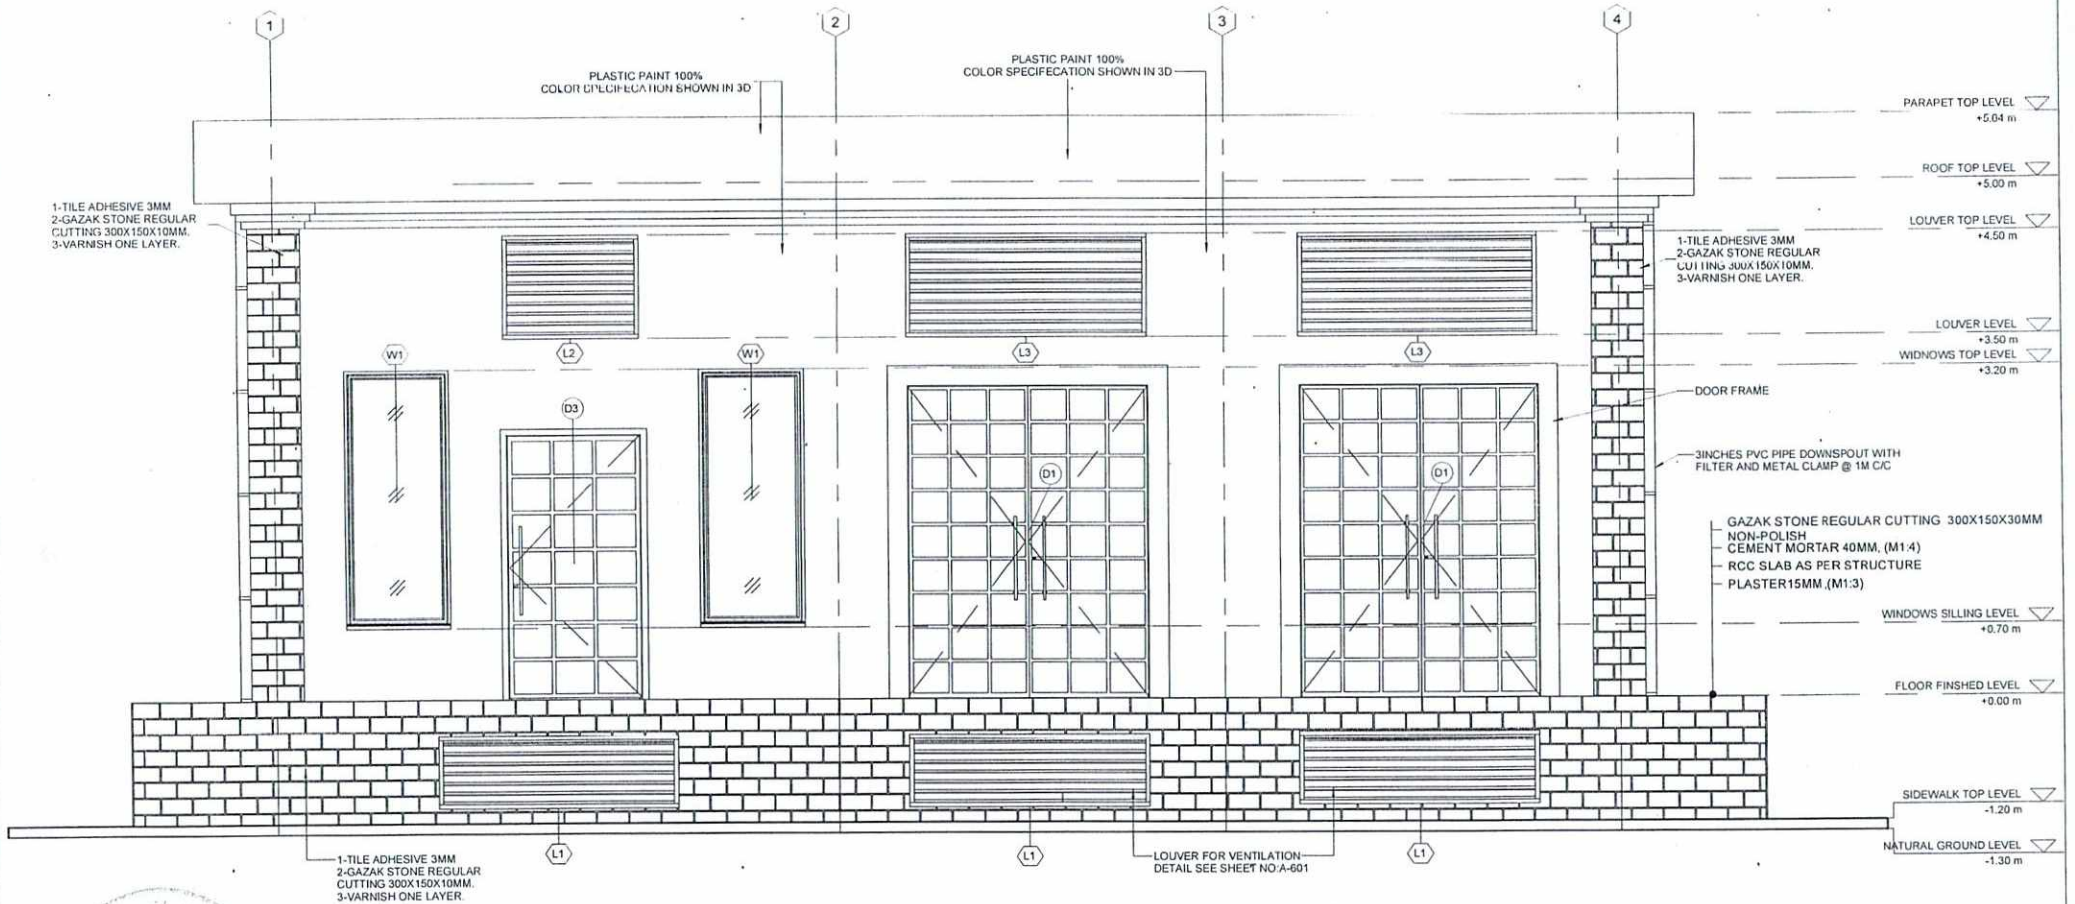 1
2
3
4
PLASTIC PAINT 100%
COLOR SPECIFECATION SHOWN IN 3D
PLASTIC PAINT 100%
COLOR SPECIFECATION SHOWN IN 3D
PARAPET TOP LEVEL
+5.64 m
ROOF TOP LEVEL
+5.00 m
1-TILE ADHESIVE 3MM
2-GAZAK STONE REGULAR
CUTTING 300X150X10MM.
3-VARNISH ONE LAYER.
LOUVER TOP LEVEL
+4.50 m
1-TILE ADHESIVE 3MM
2-GAZAK STONE REGULAR
CUTTING 300X150X10MM.
3-VARNISH ONE LAYER.
LOUVER LEVEL
+3.50 m
W1
L2
W1
L3
L3
WIDNOWS TOP LEVEL
+3.20 m
DOOR FRAME
D3
D1
D1
3INCHES PVC PIPE DOWNSPOUT WITH
FILTER AND METAL CLAMP @ 1M C/C
GAZAK STONE REGULAR CUTTING 300X150X30MM
NON-POLISH
CEMENT MORTAR 40MM, (M1:4)
RCC SLAB AS PER STRUCTURE
PLASTER15MM,(M1:3)
WINDOWS SILLING LEVEL
+0.70 m
FLOOR FINSHED LEVEL
+0.00 m
SIDEWALK TOP LEVEL
-1.20 m
NATURAL GROUND LEVEL
-1.30 m
L1
L1
L1
LOUVER FOR VENTILATION
DETAIL SEE SHEET NO:A-601
1-TILE ADHESIVE 3MM
2-GAZAK STONE REGULAR
CUTTING 300X150X10MM.
3-VARNISH ONE LAYER.